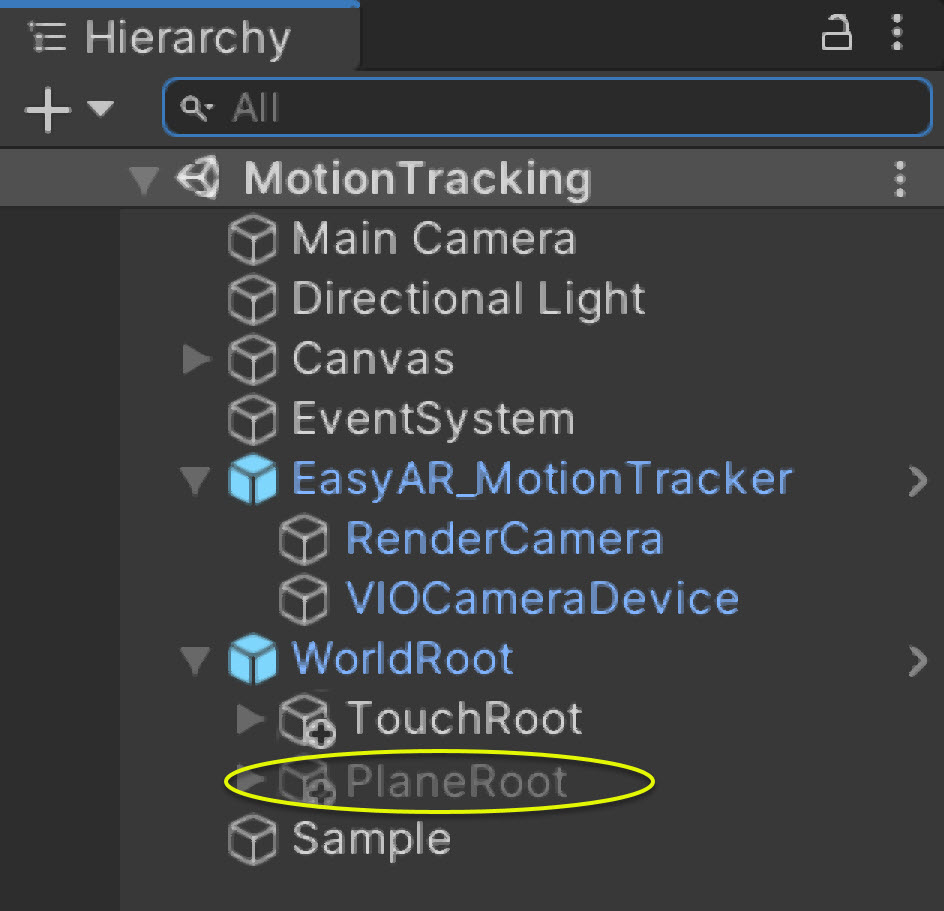 Hierarchy
All
MotionTracking
Main Camera
Directional Light
Canvas
EventSystem
EasyAR_MotionTracker
RenderCamera
VIOCameraDevice
WorldRoot
TouchRoot
PlaneRoot
Sample